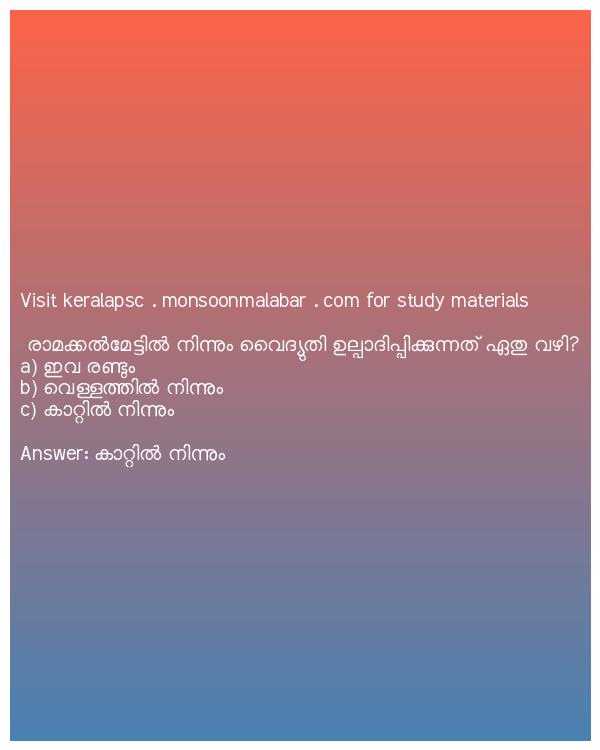 Visit keralapsc . monsoonmalabar . com for study materials
രാമക്കൽമേട്ടിൽ നിന്നും വൈദ്യുതി ഉല്പാദിപ്പിക്കുന്നത് ഏതു വഴി?
a) ഇവ രണ്ടും
b) വെള്ളത്തിൽ നിന്നും
c) കാറ്റിൽ നിന്നും
Answer: കാറ്റിൽ നിന്നും